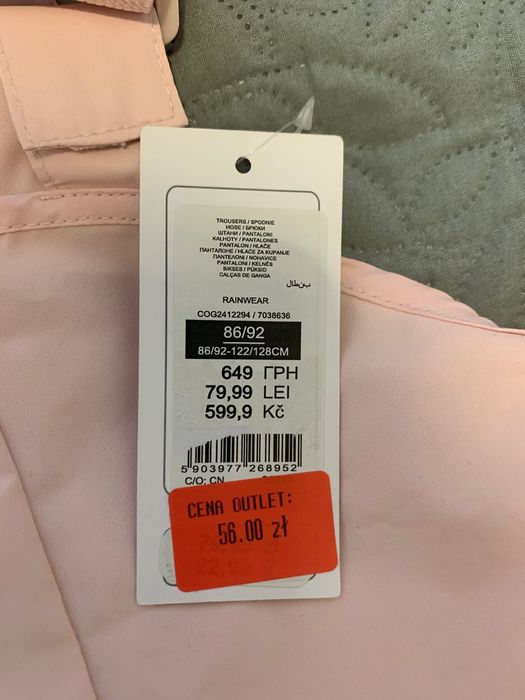 TROUSERS / SPODNIE
HOSE / БРЮКИ
ШТАНИ / PANTALONI
KALHOTY / PANTALONES
PANTALON / HLAČE
ПАНТАЛОНЕ / HLAČE ZA KUPANJE
ПАНТЕЛОНИ / NOHAVICE
PANTALONI / KELNĖS
BIKSES / PÜKSID
CALÇAS DE GANGA
بنطال
RAINWEAR
COG2412294 / 7038636
86/92
86/92-122/128CM
649 ГРН
79,99 LEI
599,9 Kč
5 903977 268952
C/O: CN
CENA OUTLET:
56.00 zł